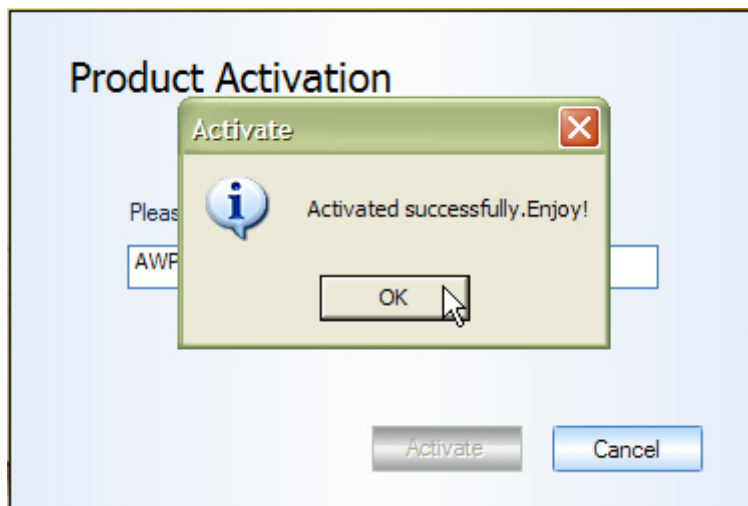 Product Activation
Activate
Activated successfully.Enjoy!
OK
Activate
Cancel